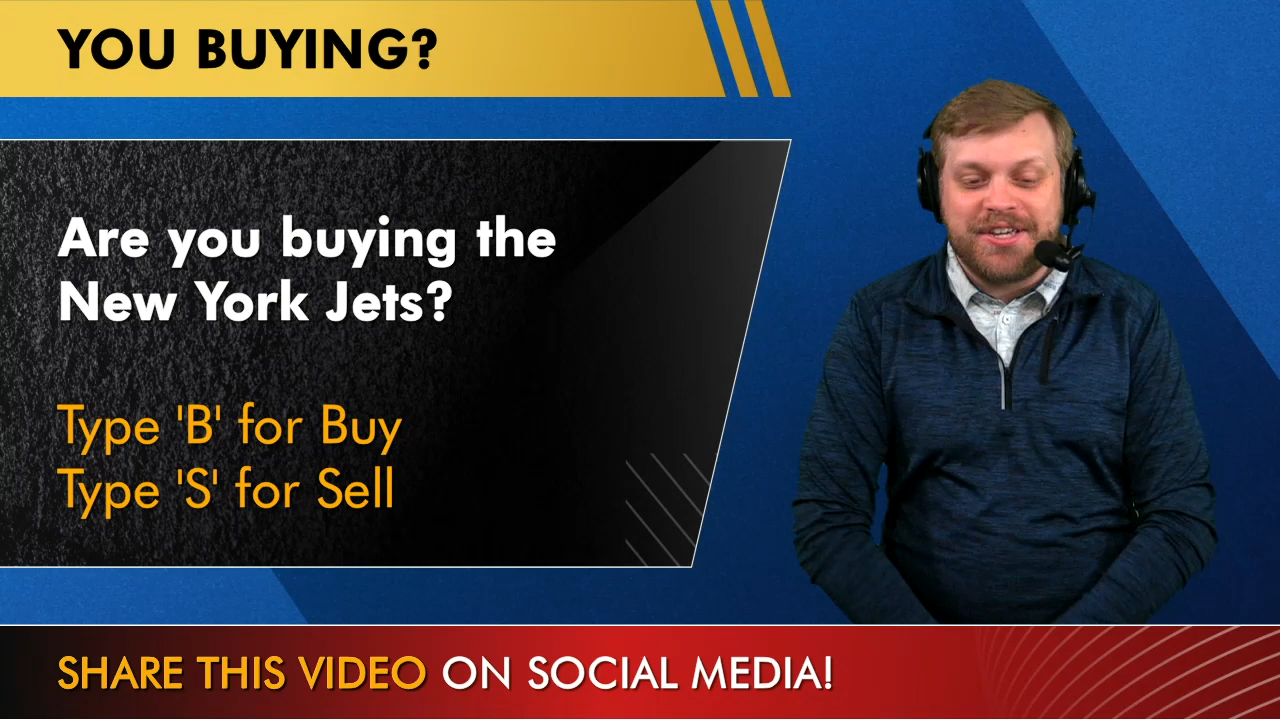 YOU BUYING?
Are you buying the
New York Jets?
Type 'B' for Buy
Type 'S' for Sell
SHARE THIS VIDEO ON SOCIAL MEDIA!